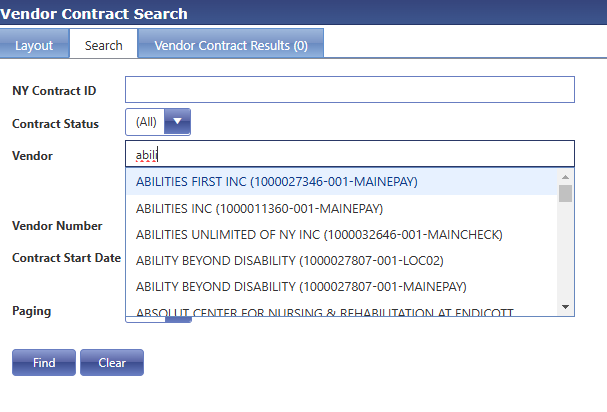 Vendor Contract Search
Layout
Search
Vendor Contract Results (0)
NY Contract ID
Contract Status
(All)
Vendor
abili
ABILITIES FIRST INC (1000027346-001-MAINEPAY)
ABILITIES INC (1000011360-001-MAINEPAY)
ABILITIES UNLIMITED OF NY INC (1000032646-001-MAINCHECK)
Vendor Number
Contract Start Date
ABILITY BEYOND DISABILITY (1000027807-001-LOC02)
ABILITY BEYOND DISABILITY (1000027807-001-MAINEPAY)
Paging
ABSOLUT CENTER FOR NURSING & REHABILITATION AT ENDICOTT
Find
Clear